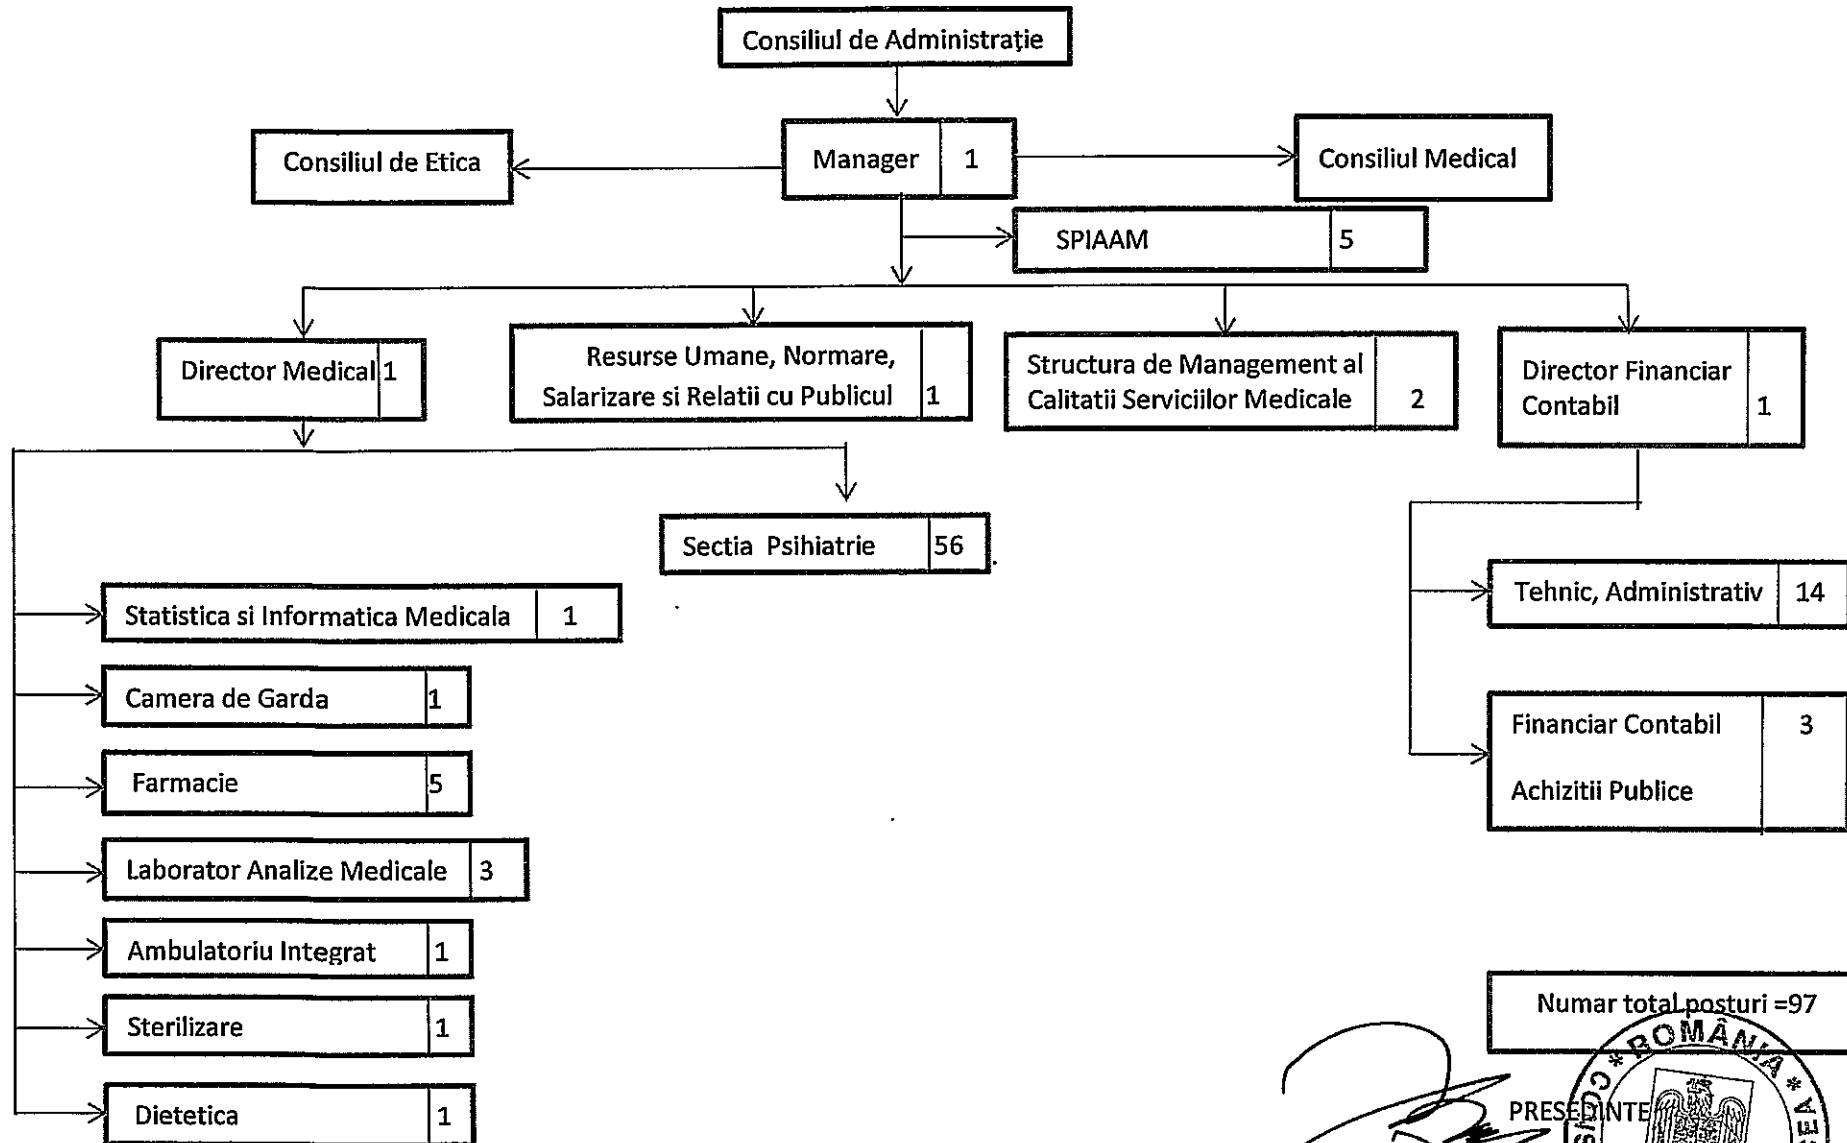 Consiliul de Administraţie
Consiliul de Etica
Manager 1
Consiliul Medical
SPIAAM 5
Director Medical 1
Resurse Umane, Normare,
Salarizare si Relatii cu Publicul 1
Structura de Management al
Calitatii Serviciilor Medicale 2
Director Financiar
Contabil 1
Sectia Psihiatrie 56
Statistica si Informatica Medicala 1
Camera de Garda 1
Farmacie 5
Laborator Analize Medicale 3
Ambulatoriu Integrat 1
Sterilizare 1
Dietetica 1
Tehnic, Administrativ 14
Financiar Contabil 3
Achizitii Publice
Numar total posturi =97
PRESEDINTE
* ROMÂNIA *